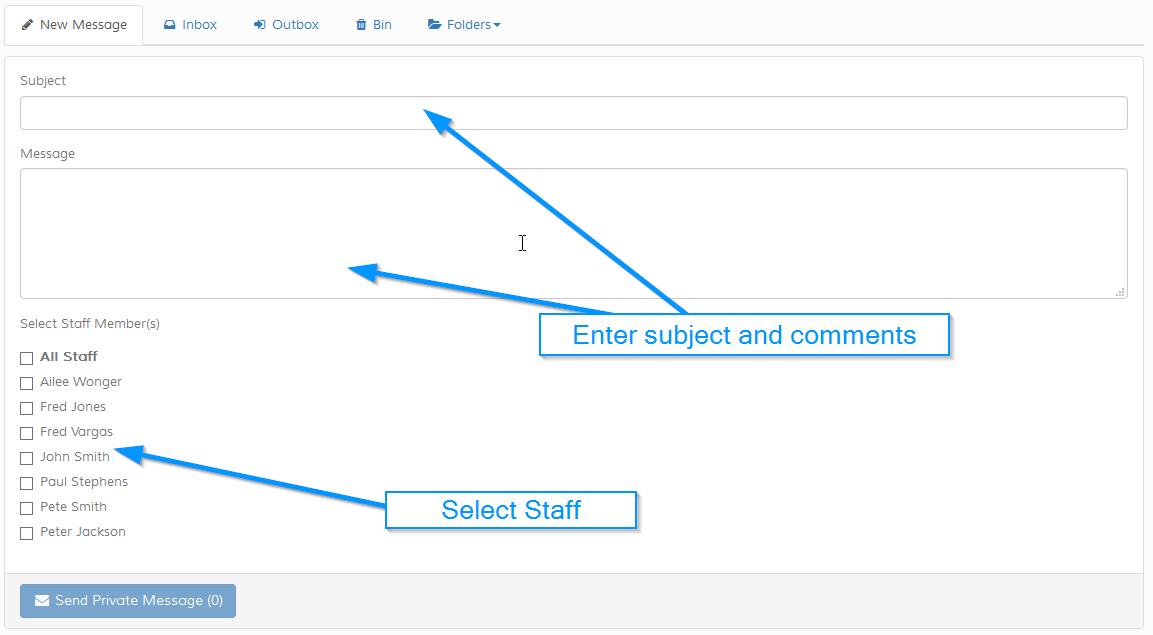 New Message Inbox Outbox Bin Folders
Subject
Message
Enter subject and comments
Select Staff Member(s)
All Staff
Ailee Wonger
Fred Jones
Fred Vargas
John Smith
Paul Stephens
Select Staff
Pete Smith
Peter Jackson
Send Private Message (0)